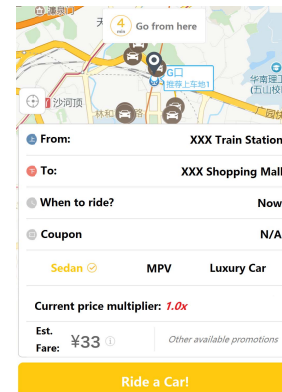 4
min
Go from here
G口
推荐上车地1
华南理工
(五山校
沙河顶
林和
From:
XXX Train Station
To:
XXX Shopping Mall
When to ride?
Now
Coupon
N/A
Sedan
MPV
Luxury Car
Current price multiplier: 1.0x
Est.
Fare:
¥33
Other available promotions
Ride a Car!